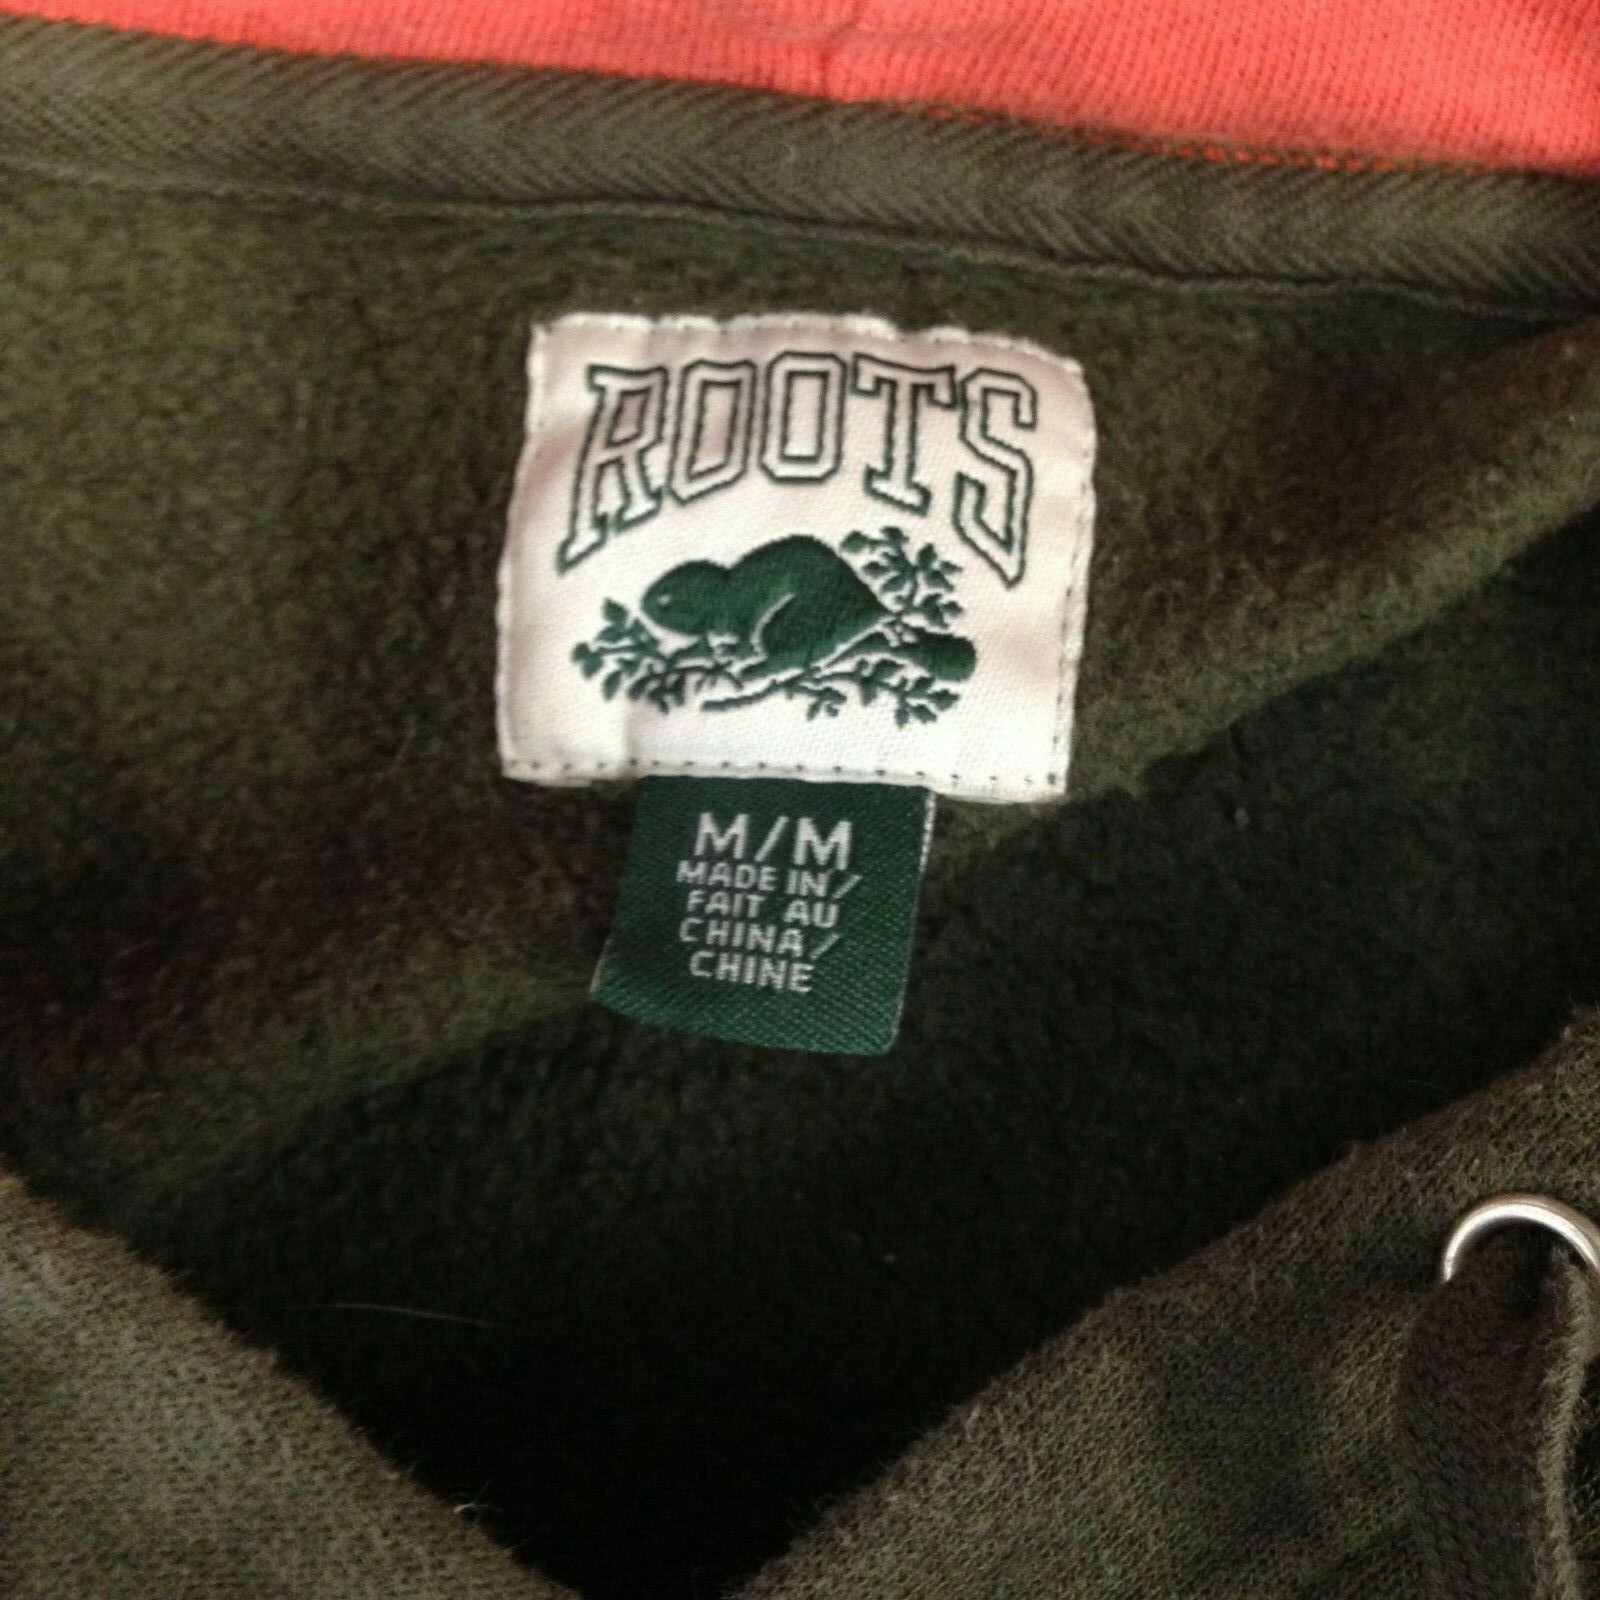 ROOTS
M/M
MADE IN/
FAIT AU
CHINA/
CHINE